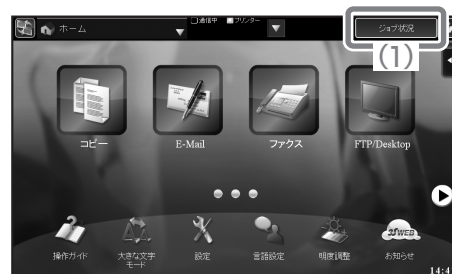 ホーム
通信中 プリンター
ジョブ状況
(1)
コピー
E-Mail
ファクス
FTP/Desktop
操作ガイド
大きな文字
モード
設定
言語設定
明度調整
お知らせ
WEB